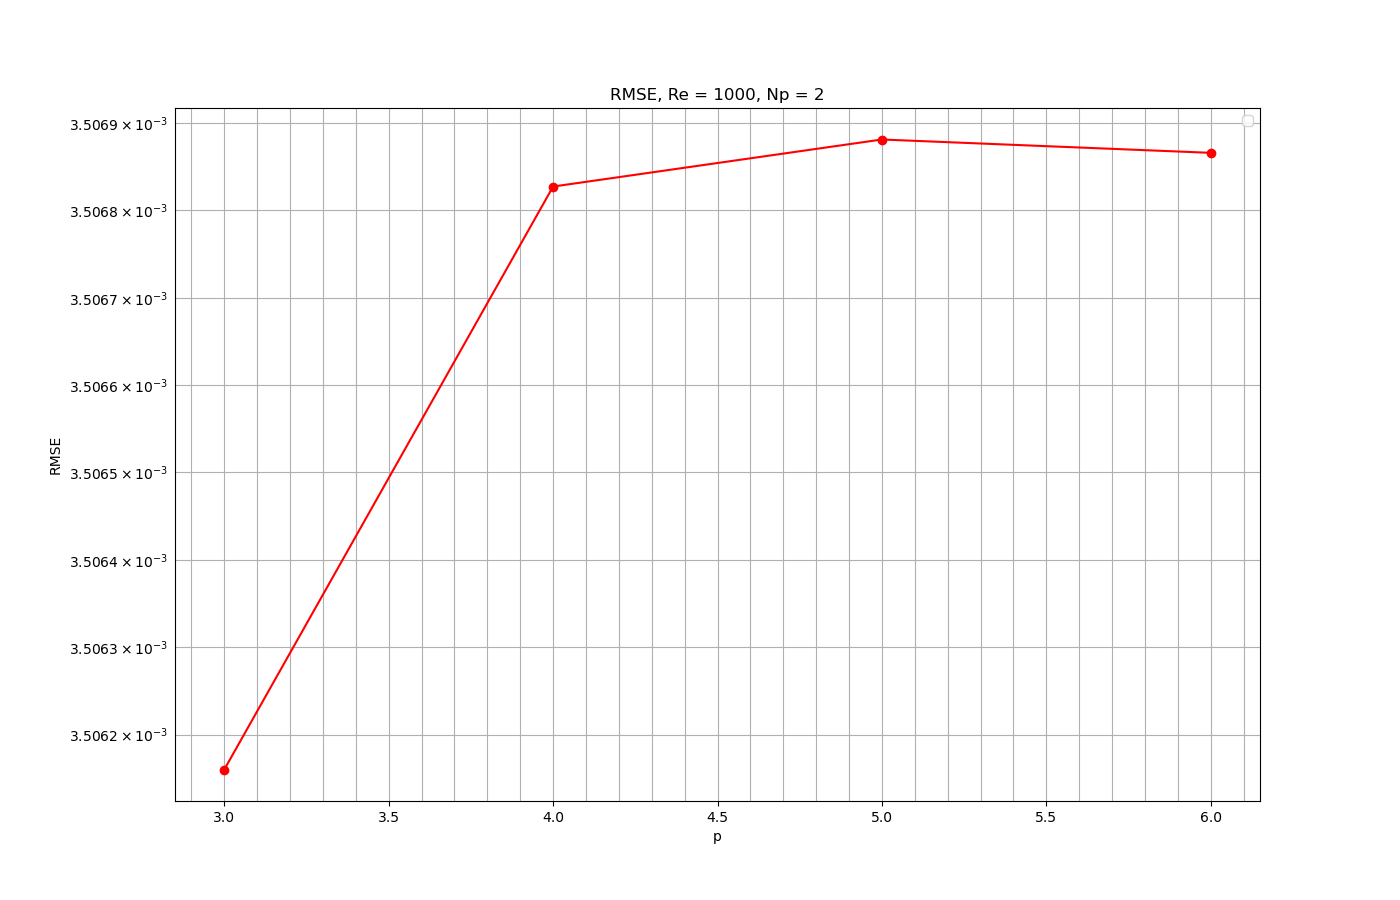 RMSE, Re = 1000, Np = 2
3.5069 × 10⁻³
3.5068 × 10⁻³
3.5067 × 10⁻³
3.5066 × 10⁻³
3.5065 × 10⁻³
3.5064 × 10⁻³
3.5063 × 10⁻³
3.5062 × 10⁻³
RMSE
3.0 3.5 4.0 4.5 5.0 5.5 6.0
p